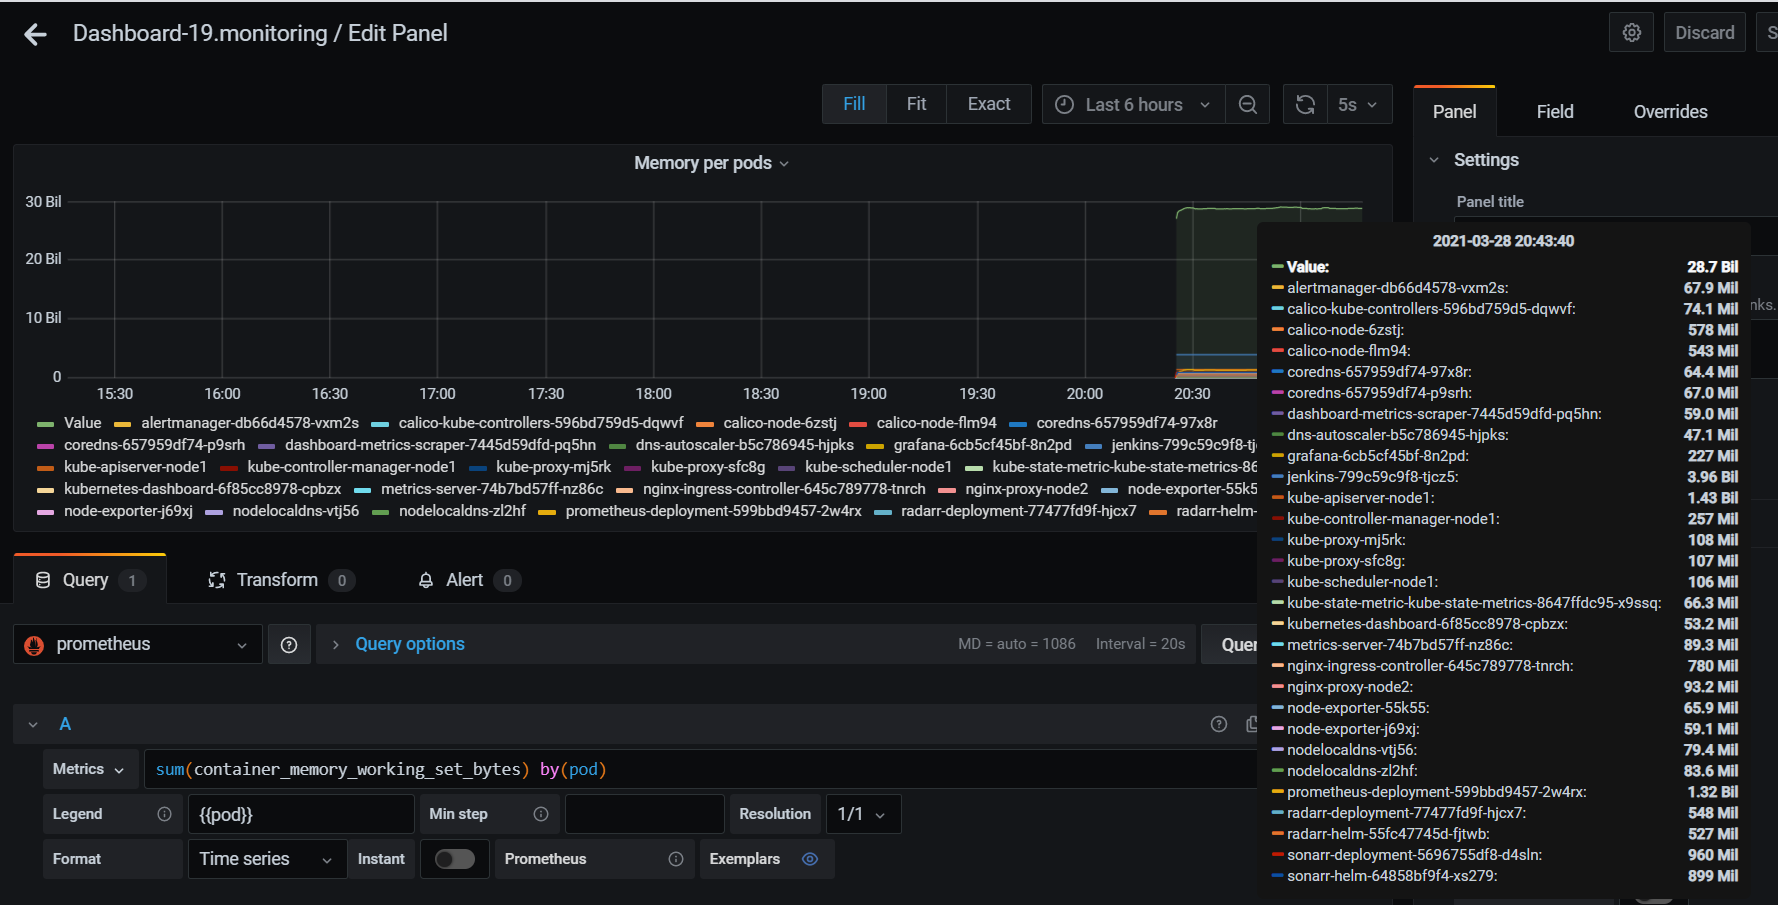 Dashboard-19.monitoring / Edit Panel
Discard
S
Fill Fit Exact Last 6 hours 5s
Panel Field Overrides
Settings
Panel title
Memory per pods
30 Bil
20 Bil
10 Bil
0
15:30 16:00 16:30 17:00 17:30 18:00 18:30 19:00 19:30 20:00 20:30
Value alertmanager-db66d4578-vxm2s calico-kube-controllers-596bd759d5-dqwvf calico-node-6zstj calico-node-flm94 coredns-657959df74-97x8r
coredns-657959df74-p9srh dashboard-metrics-scraper-7445d59dfd-pq5hn dns-autoscaler-b5c786945-hjpks grafana-6cb5cf45bf-8n2pd jenkins-799c59c9f8-tj
kube-apiserver-node1 kube-controller-manager-node1 kube-proxy-mj5rk kube-proxy-sfc8g kube-scheduler-node1 kube-state-metric-kube-state-metrics-86
kubernetes-dashboard-6f85cc8978-cpbzx metrics-server-74b7bd57ff-nz86c nginx-ingress-controller-645c789778-tnrch nginx-proxy-node2 node-exporter-55k5
node-exporter-j69xj nodelocaldns-vtj56 nodelocaldns-zl2hf prometheus-deployment-599bbd9457-2w4rx radarr-deployment-77477fd9f-hjcx7 radarr-helm-
2021-03-28 20:43:40
Value: 28.7 Bil
alertmanager-db66d4578-vxm2s: 67.9 Mil
calico-kube-controllers-596bd759d5-dqwvf: 74.1 Mil
calico-node-6zstj: 578 Mil
calico-node-flm94: 543 Mil
coredns-657959df74-97x8r: 64.4 Mil
coredns-657959df74-p9srh: 67.0 Mil
dashboard-metrics-scraper-7445d59dfd-pq5hn: 59.0 Mil
dns-autoscaler-b5c786945-hjpks: 47.1 Mil
grafana-6cb5cf45bf-8n2pd: 227 Mil
jenkins-799c59c9f8-tjcz5: 3.96 Bil
kube-apiserver-node1: 1.43 Bil
kube-controller-manager-node1: 257 Mil
kube-proxy-mj5rk: 108 Mil
kube-proxy-sfc8g: 107 Mil
kube-scheduler-node1: 106 Mil
kube-state-metric-kube-state-metrics-8647ffdc95-x9ssq: 66.3 Mil
kubernetes-dashboard-6f85cc8978-cpbzx: 53.2 Mil
metrics-server-74b7bd57ff-nz86c: 89.3 Mil
nginx-ingress-controller-645c789778-tnrch: 780 Mil
nginx-proxy-node2: 93.2 Mil
node-exporter-55k55: 65.9 Mil
node-exporter-j69xj: 59.1 Mil
nodelocaldns-vtj56: 79.4 Mil
nodelocaldns-zl2hf: 83.6 Mil
prometheus-deployment-599bbd9457-2w4rx: 1.32 Bil
radarr-deployment-77477fd9f-hjcx7: 548 Mil
radarr-helm-55fc47745d-fjtwb: 527 Mil
sonarr-deployment-5696755df8-d4sln: 960 Mil
sonarr-helm-64858bf9f4-xs279: 899 Mil
nks.
Query 1 Transform 0 Alert 0
prometheus Query options MD = auto = 1086 Interval = 20s Quer
A
Metrics sum(container_memory_working_set_bytes) by(pod)
Legend {{pod}} Min step Resolution 1/1
Format Time series Instant Prometheus Exemplars